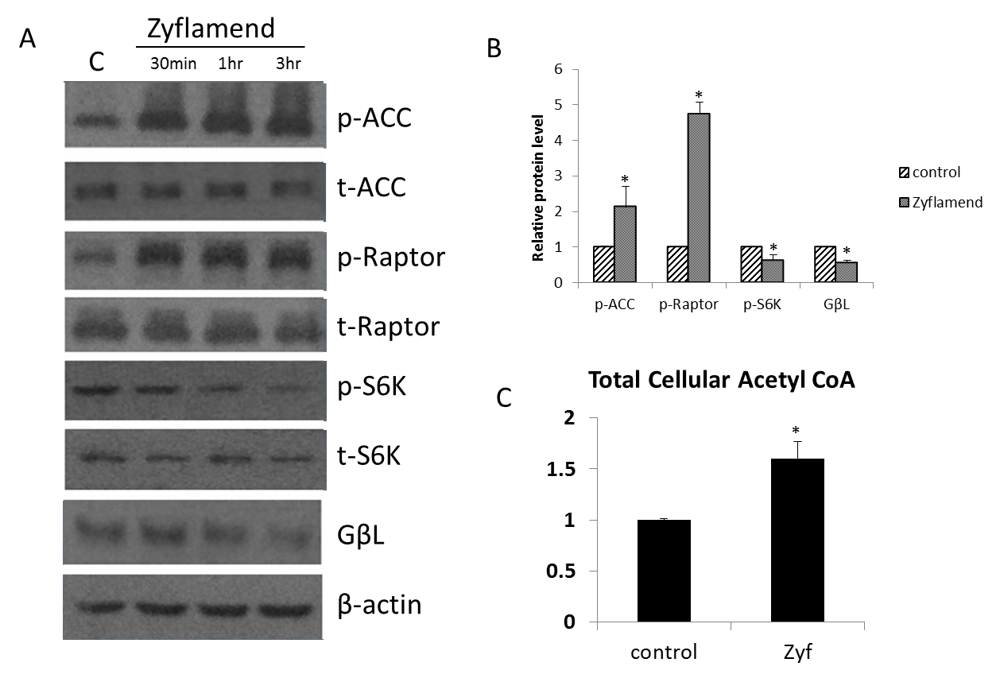 A
Zyflamend
C
30min 1hr 3hr
p-ACC
t-ACC
p-Raptor
t-Raptor
p-S6K
t-S6K
GβL
β-actin
B
Relative protein level
6
5
4
3
2
1
0
*
*
*
*
p-ACC p-Raptor p-S6K GβL
control
Zyflamend
C
Total Cellular Acetyl CoA
2
1.5
1
0.5
0
*
control Zyf